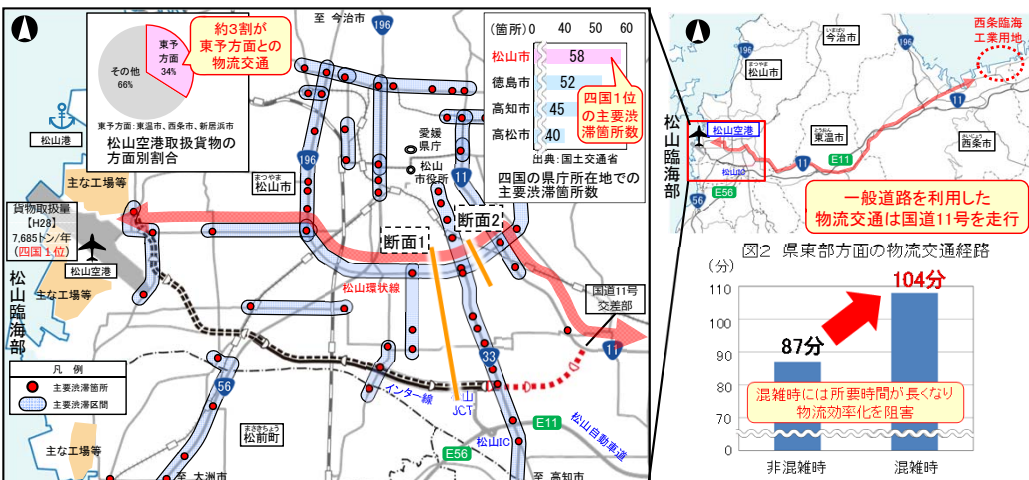 至 今治市
196
(箇所)
0
40
50
60
松山市
58
徳島市
52
高知市
45
高松市
40
四国1位
の主要渋
滞箇所数
出典:国土交通省
四国の県庁所在地での
主要渋滞箇所数
東予
方面
34%
その他
66%
約3割が
東予方面との
物流交通
東予方面:東温市、西条市、新居浜市
松山空港取扱貨物の
方面別割合
松山港
主な工場等
貨物取扱量
【H28】
7,685トン/年
(四国1位)
松山空港
主な工場等
松山臨海部
196
まつやま
松山市
愛媛
県庁
松山
市役所
11
断面2
断面1
松山環状線
国道11号
交差部
11
33
56
インター線
松山
JCT
松山IC
E11
松山自動車道
E56
まさきちょう
松前町
至 大洲市
至 高知市
凡 例
主要渋滞箇所
主要渋滞区間
主な工場等
西条臨海
工業用地
いまばり
今治市
196
196
まつやま
松山市
11
松山空港
とうおん
東温市
さいじょう
西条市
11
E11
松山IC
松山臨海部
56
E56
一般道路を利用した
物流交通は国道11号を走行
図2 県東部方面の物流交通経路
(分)
110
100
90
80
70
0
87分
104分
混雑時には所要時間が長くなり
物流効率化を阻害
非混雑時
混雑時